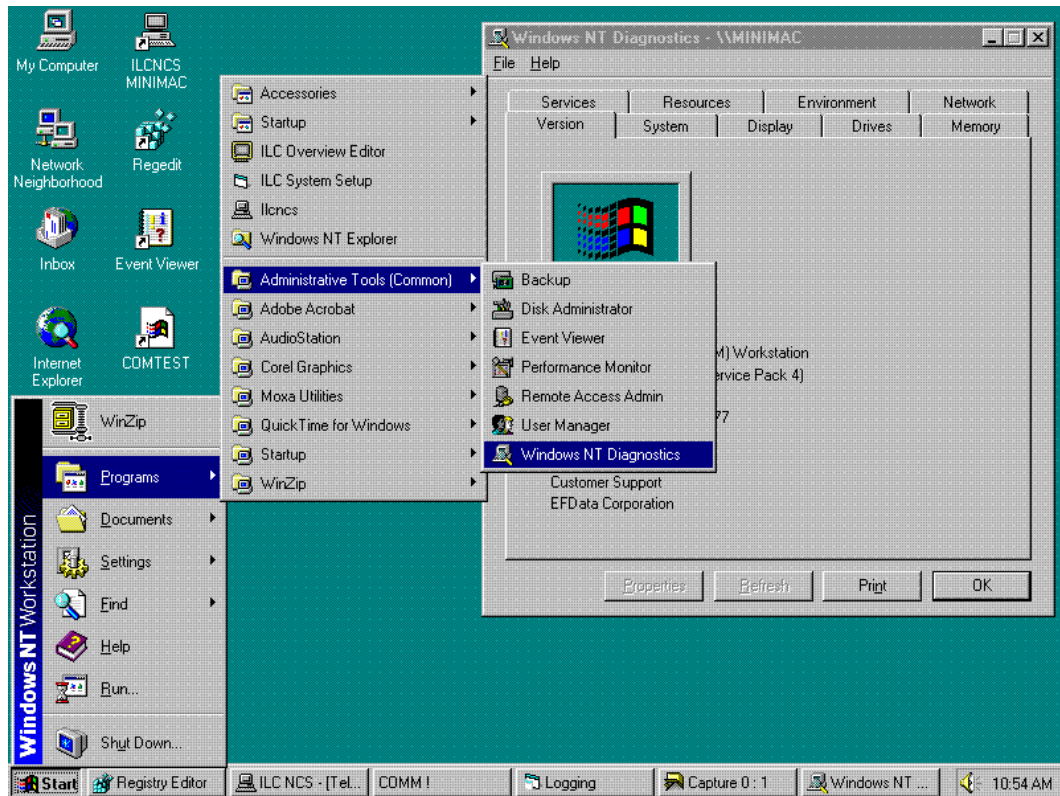 My Computer
ILCNCS
MINIMAC
Network
Neighborhood
Regedit
Inbox
Event Viewer
Internet
Explorer
COMTEST
Accessories
Startup
ILC Overview Editor
ILC System Setup
Ilcncs
Windows NT Explorer
Administrative Tools (Common)
Adobe Acrobat
AudioStation
Corel Graphics
Moxa Utilities
QuickTime for Windows
Startup
WinZip
Backup
Disk Administrator
Event Viewer
Performance Monitor
Remote Access Admin
User Manager
Windows NT Diagnostics
Windows NT Diagnostics - \\MINIMAC
File Help
Services Resources Environment Network
Version System Display Drives Memory
M) Workstation
ervice Pack 4)
77
Customer Support
EFData Corporation
Properties Refresh Print OK
WinZip
Programs
Documents
Settings
Find
Help
Run...
Shut Down...
Windows NT Workstation
Start Registry Editor ILC NCS - [Tel... COMM ! Logging Capture 0 : 1 Windows NT ... 10:54 AM